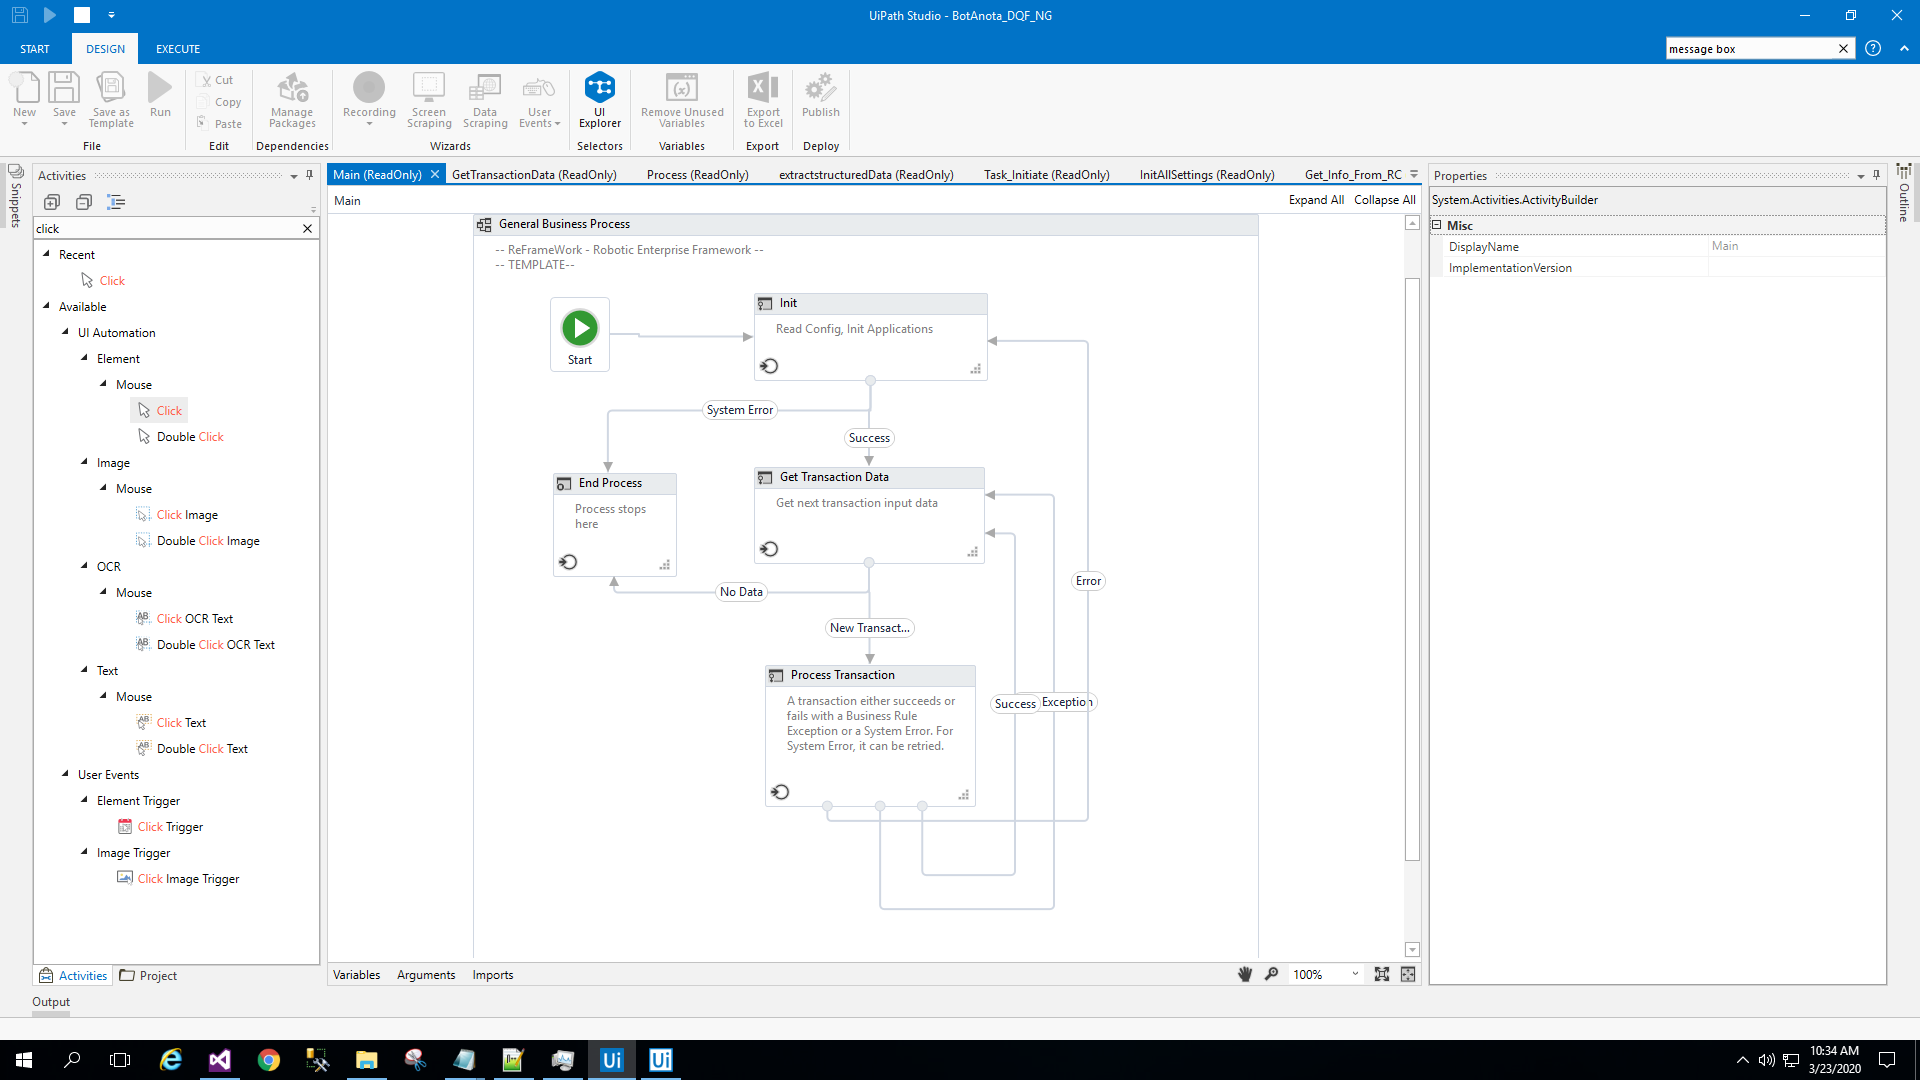 UiPath Studio - BotAnota_DQF_NG
START
DESIGN
EXECUTE
message box
New
Save
Save as
Template
Run
File
Cut
Copy
Paste
Edit
Manage
Packages
Dependencies
Recording
Screen
Scraping
Data
Scraping
User
Events
Wizards
UI
Explorer
Selectors
Remove Unused
Variables
Variables
Export
to Excel
Export
Publish
Deploy
Snippets
Activities
click
Recent
Click
Available
UI Automation
Element
Mouse
Click
Double Click
Image
Mouse
Click Image
Double Click Image
OCR
Mouse
Click OCR Text
Double Click OCR Text
Text
Mouse
Click Text
Double Click Text
User Events
Element Trigger
Click Trigger
Image Trigger
Click Image Trigger
Activities
Project
Output
Main (ReadOnly)
GetTransactionData (ReadOnly)
Process (ReadOnly)
extractstructuredData (ReadOnly)
Task_Initiate (ReadOnly)
InitAllSettings (ReadOnly)
Get_Info_From_RC
Main
Expand All
Collapse All
General Business Process
-- ReFrameWork - Robotic Enterprise Framework --
-- TEMPLATE--
Start
Init
Read Config, Init Applications
System Error
Success
End Process
Process stops
here
Get Transaction Data
Get next transaction input data
No Data
New Transact...
Error
Process Transaction
A transaction either succeeds or
fails with a Business Rule
Exception or a System Error. For
System Error, it can be retried.
Success
Exception
Variables
Arguments
Imports
100%
Properties
System.Activities.ActivityBuilder
Misc
DisplayName
Main
ImplementationVersion
Outline
Ui
Ui
10:34 AM
3/23/2020